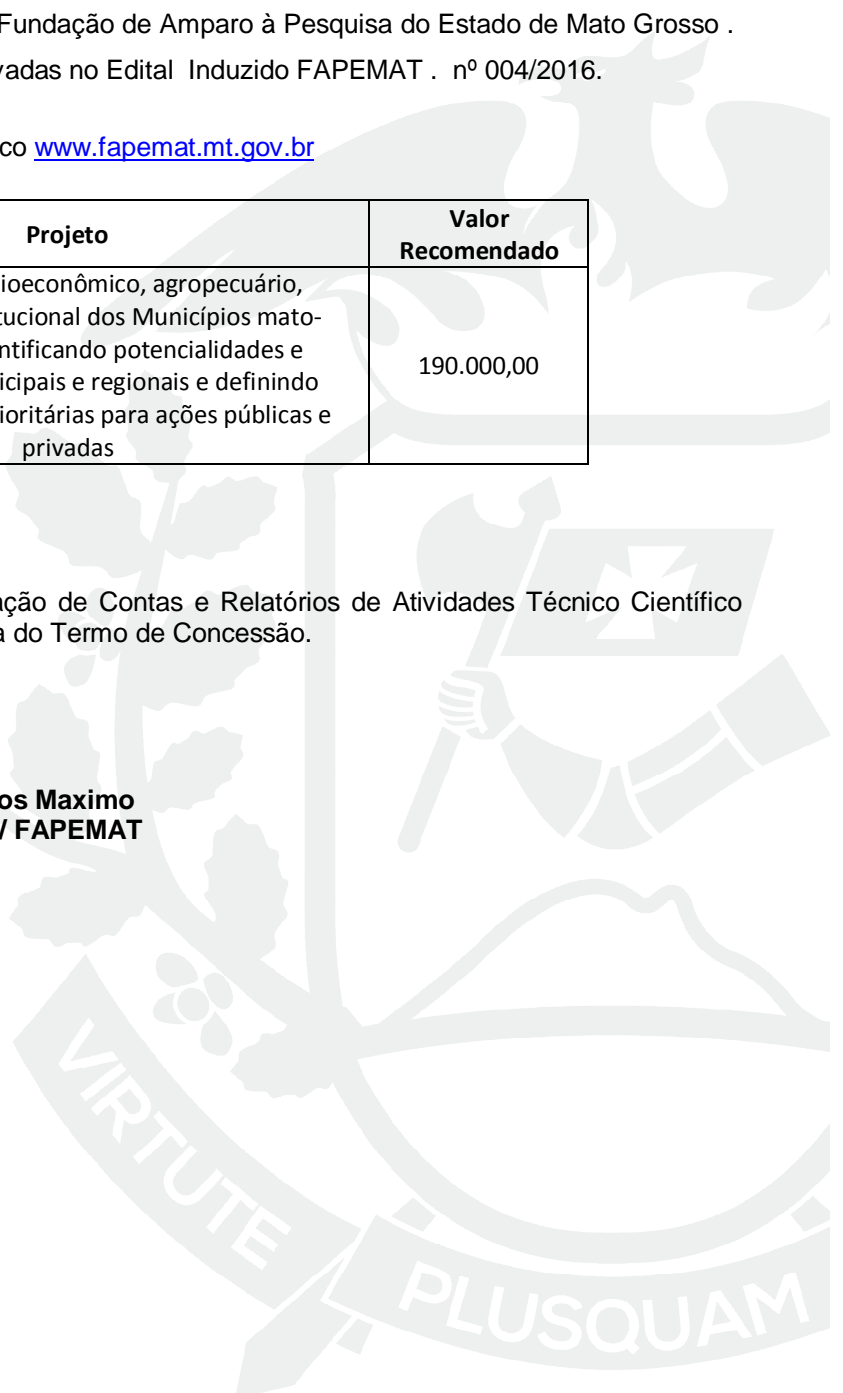 Fundação de Amparo à Pesquisa do Estado de Mato Grosso .
vadas no Edital Induzido FAPEMAT . nº 004/2016.
co www.fapemat.mt.gov.br
Projeto
Valor
Recomendado
ioeconômico, agropecuário,
tucional dos Municípios mato-
ntificando potencialidades e
icipais e regionais e definindo
ioritárias para ações públicas e
privadas
190.000,00
ação de Contas e Relatórios de Atividades Técnico Científico
a do Termo de Concessão.
os Maximo
/ FAPEMAT
VIRTUTE
PLUSQUAM